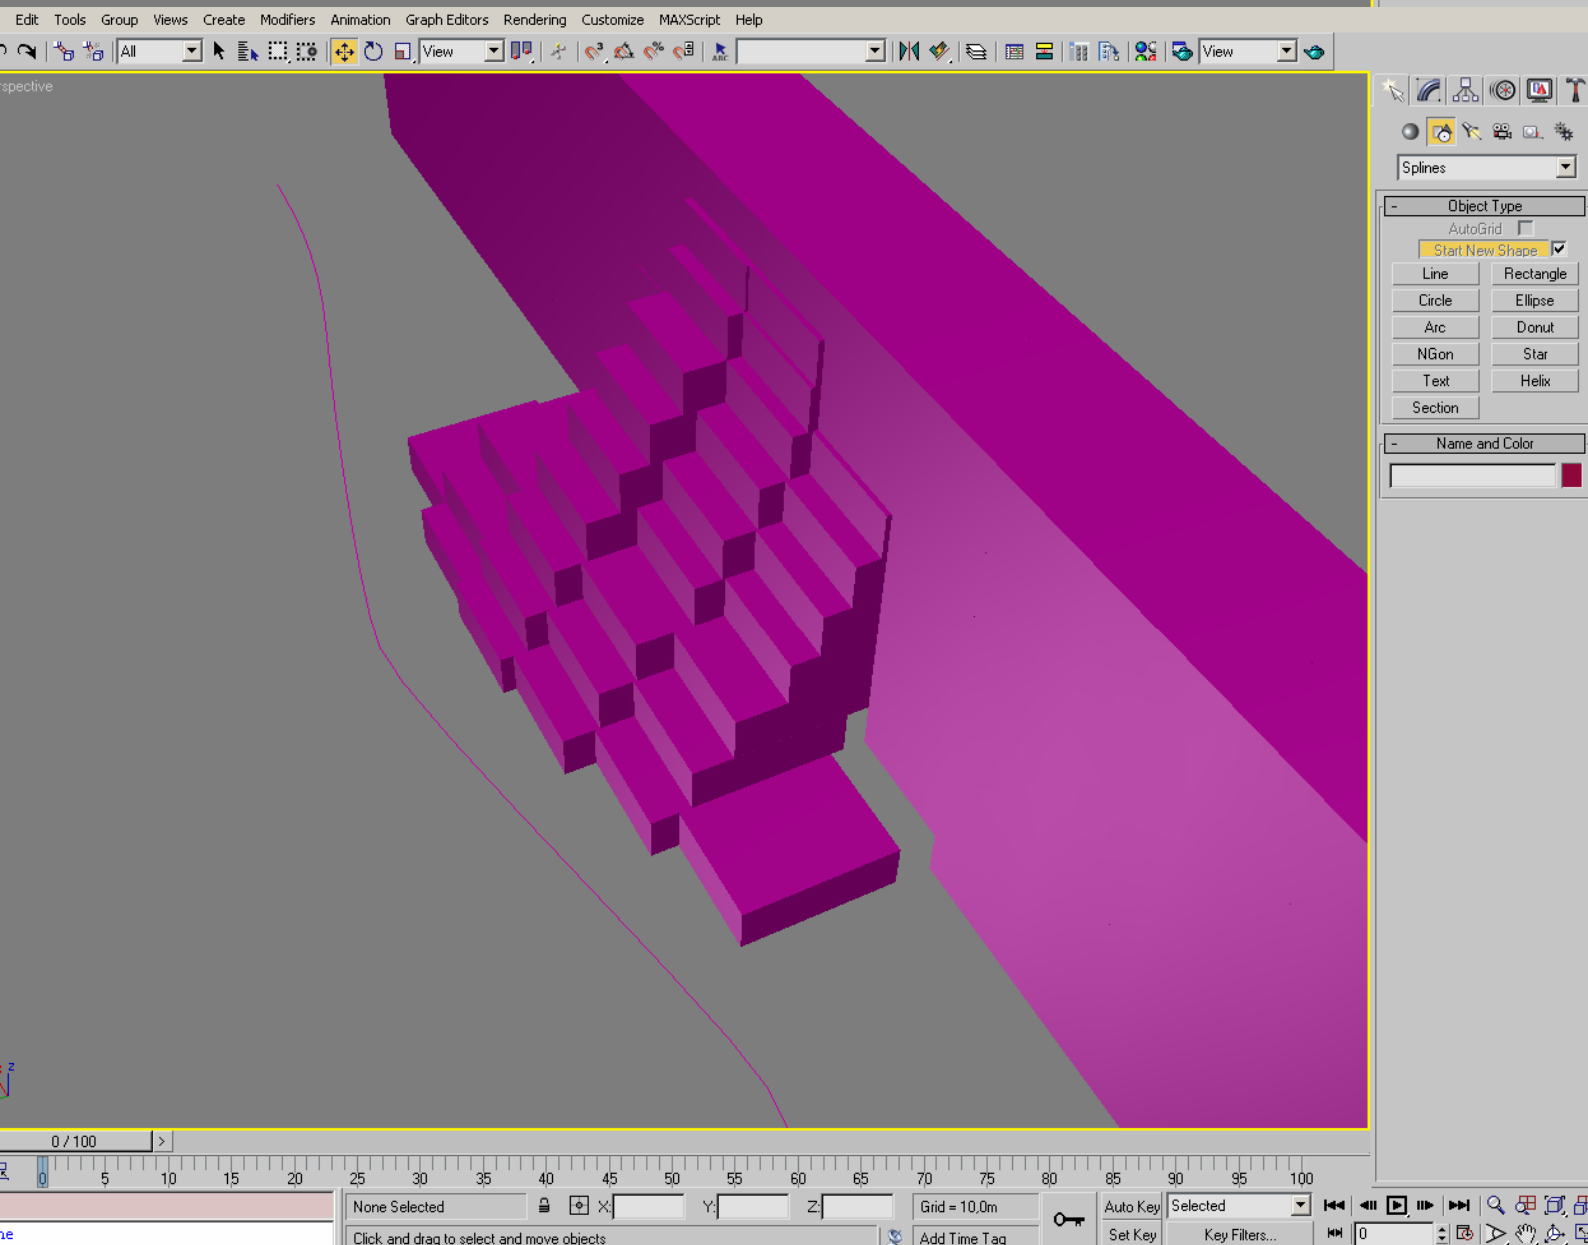 Edit Tools Group Views Create Modifiers Animation Graph Editors Rendering Customize MAXScript Help
All View ABC View
rspective
Splines
- Object Type
AutoGrid
Start New Shape
Line Rectangle
Circle Ellipse
Arc Donut
NGon Star
Text Helix
Section
- Name and Color
z
0 / 100 >
0 5 10 15 20 25 30 35 40 45 50 55 60 65 70 75 80 85 90 95 100
None Selected X: Y: Z: Grid = 10,0m Auto Key Selected
ne Click and drag to select and move objects Add Time Tag Set Key Key Filters... 0